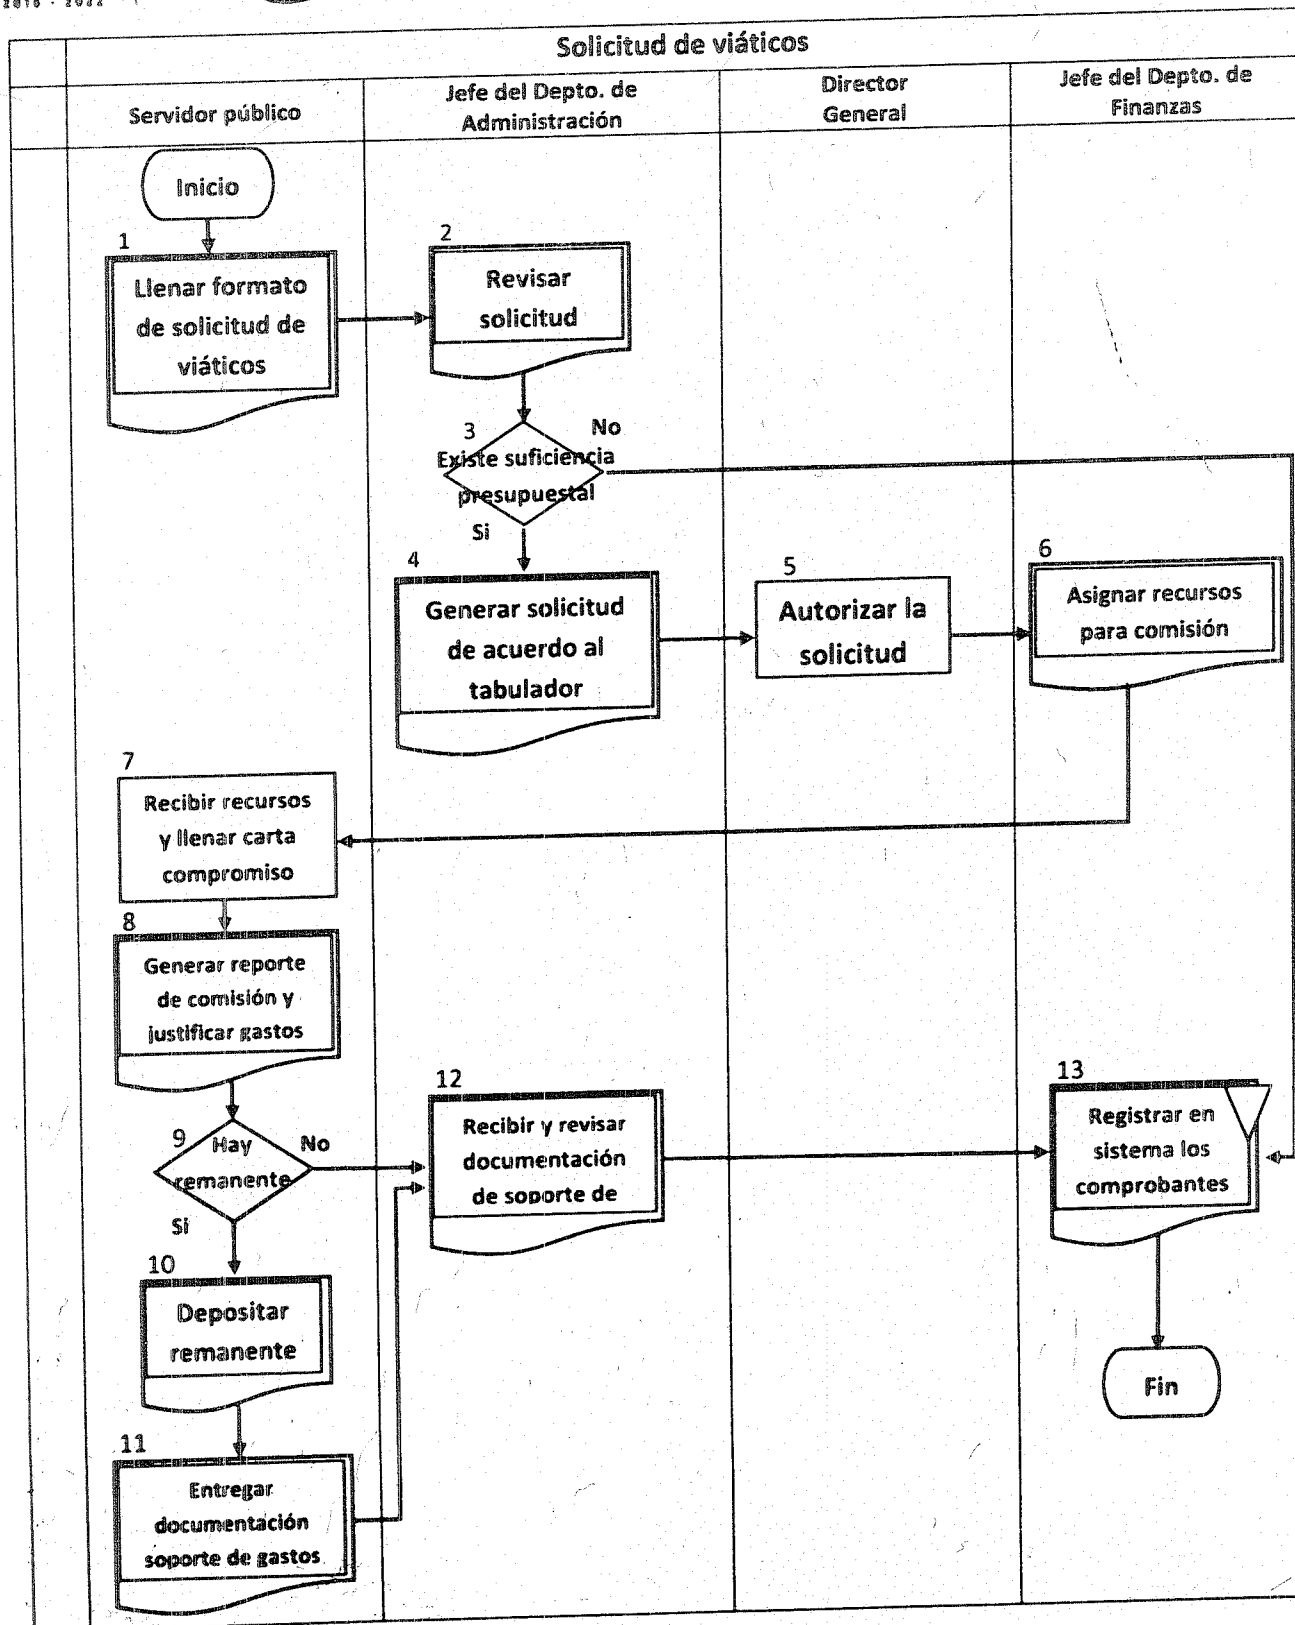 2016 - 2022
Solicitud de viáticos
Servidor público
Jefe del Depto. de
Administración
Director
General
Jefe del Depto. de
Finanzas
Inicio
1
Llenar formato
de solicitud de
viáticos
2
Revisar
solicitud
3
No
Existe suficiencia
presupuestal
Si
4
Generar solicitud
de acuerdo al
tabulador
5
Autorizar la
solicitud
6
Asignar recursos
para comisión
7
Recibir recursos
y llenar carta
compromiso
8
Generar reporte
de comisión y
justificar gastos
9
Hay
remanente
No
Si
10
Depositar
remanente
11
Entregar
documentación
soporte de gastos
12
Recibir y revisar
documentación
de soporte de
13
Registrar en
sistema los
comprobantes
Fin